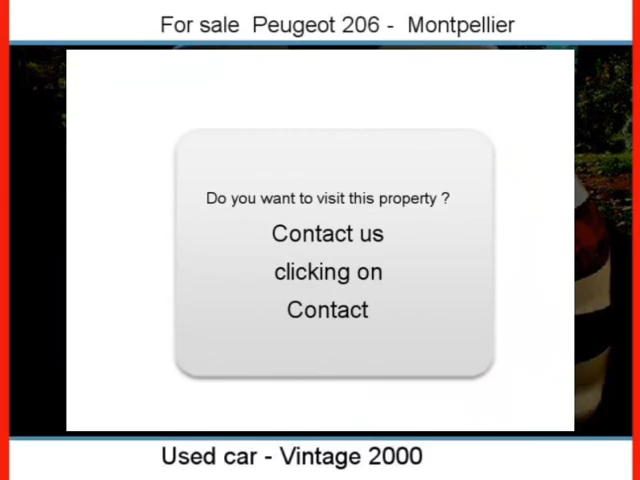 For sale  Peugeot 206 -  Montpellier
Do you want to visit this property ?
Contact us
clicking on
Contact
Used car - Vintage 2000